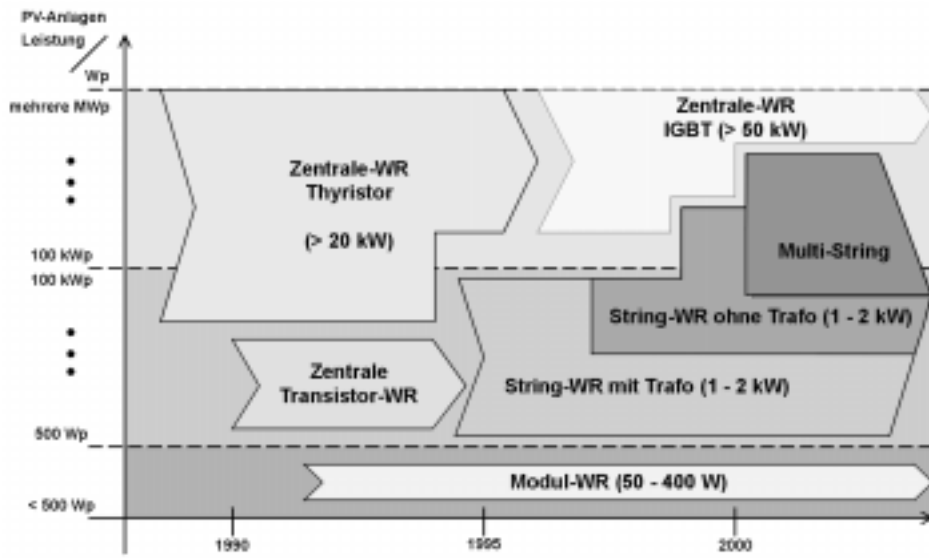 PV-Anlagen
Leistung
Wp
mehrere MWp
Zentrale-WR
IGBT (> 50 kW)
Zentrale-WR
Thyristor
(> 20 kW)
Multi-String
100 kWp
100 kWp
String-WR ohne Trafo (1 - 2 kW)
Zentrale
Transistor-WR
String-WR mit Trafo (1 - 2 kW)
500 Wp
Modul-WR (50 - 400 W)
< 500 Wp
1990
1995
2000